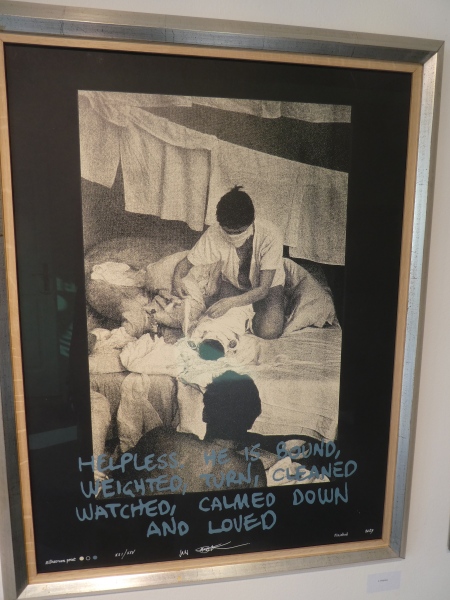 HELPLESS. HE IS BOUND,
WEIGHTED, TURN, CLEANED
WATCHED, CALMED DOWN
AND LOVED